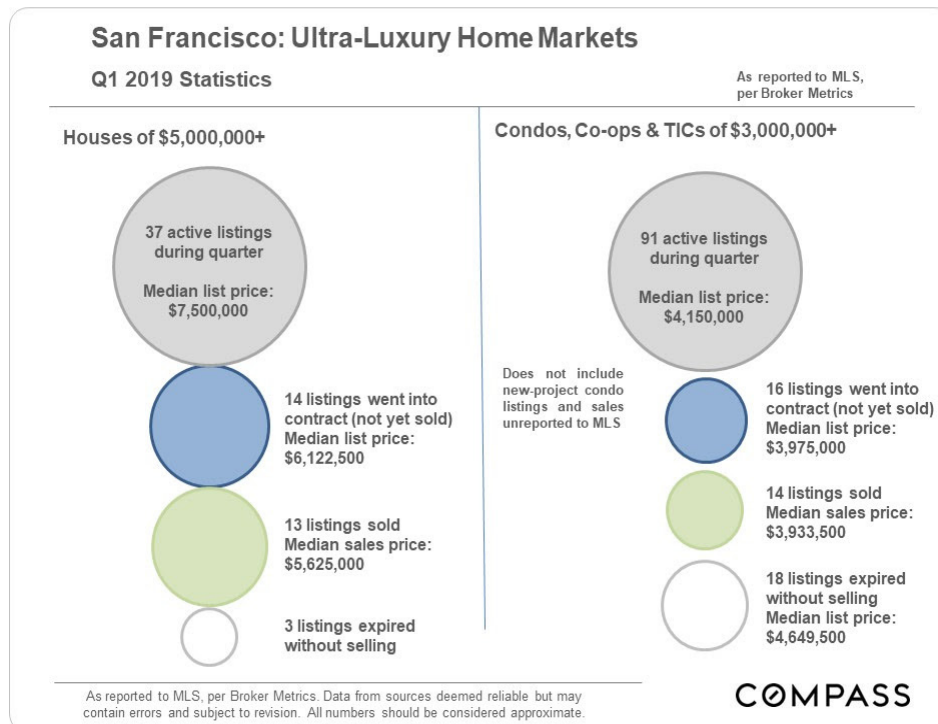 San Francisco: Ultra-Luxury Home Markets
Q1 2019 Statistics
As reported to MLS,
per Broker Metrics
Houses of $5,000,000+
37 active listings
during quarter
Median list price:
$7,500,000
14 listings went into
contract (not yet sold)
Median list price:
$6,122,500
13 listings sold
Median sales price:
$5,625,000
3 listings expired
without selling
Condos, Co-ops & TICs of $3,000,000+
91 active listings
during quarter
Median list price:
$4,150,000
Does not include
new-project condo
listings and sales
unreported to MLS
16 listings went into
contract (not yet sold)
Median list price:
$3,975,000
14 listings sold
Median sales price:
$3,933,500
18 listings expired
without selling
Median list price:
$4,649,500
As reported to MLS, per Broker Metrics. Data from sources deemed reliable but may
contain errors and subject to revision. All numbers should be considered approximate.
COMPASS